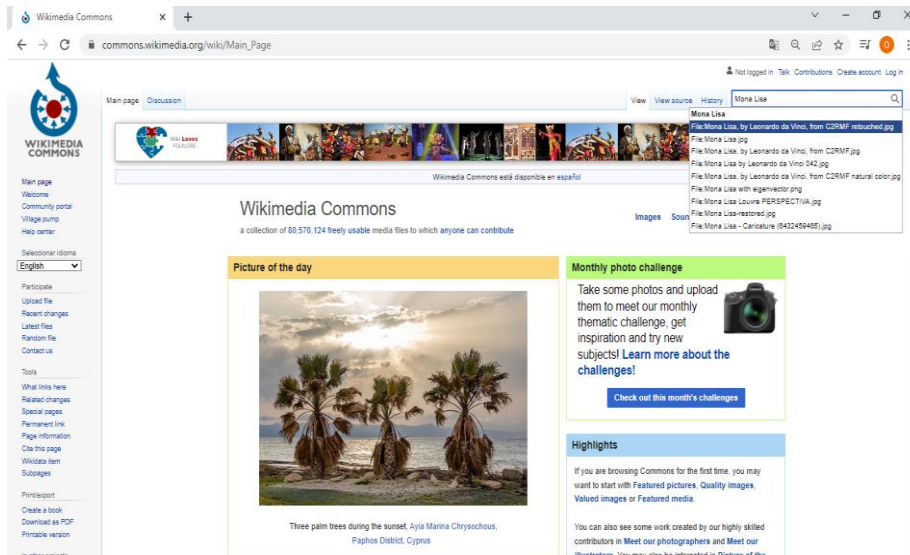 Wikimedia Commons
commons.wikimedia.org/wiki/Main_Page
O
Not logged in Talk Contributions Create account Log in
Main page Discussion
View View source History Mona Lisa
Mona Lisa
File:Mona Lisa, by Leonardo da Vinci, from C2RMF retouched.jpg
File:Mona Lisa.jpg
File:Mona Lisa, by Leonardo da Vinci, from C2RMF.jpg
File:Mona Lisa by Leonardo da Vinci 042.jpg
File:Mona Lisa, by Leonardo da Vinci, from C2RMF natural color.jpg
File:Mona Lisa with eigenvector.png
File:Mona Lisa Louvre PERSPECTIVA.jpg
File:Mona Lisa-restored.jpg
File:Mona Lisa - Caricature (6432459465).jpg
WIKIMEDIA
COMMONS
Wiki Loves
FOLKLORE
Wikimedia Commons está disponible en español
Main page
Welcome
Community portal
Village pump
Help center
Seleccionar idioma
English
Participate
Upload file
Recent changes
Latest files
Random file
Contact us
Tools
What links here
Related changes
Special pages
Permanent link
Page information
Cite this page
Wikidata item
Subpages
Print/export
Create a book
Download as PDF
Printable version
Wikimedia Commons
a collection of 80,570,124 freely usable media files to which anyone can contribute
Images
Picture of the day
Three palm trees during the sunset, Ayia Marina Chrysochous,
Paphos District, Cyprus
Monthly photo challenge
Take some photos and upload
them to meet our monthly
thematic challenge, get
inspiration and try new
subjects! Learn more about the
challenges!
Check out this month's challenges
Highlights
If you are browsing Commons for the first time, you may
want to start with Featured pictures, Quality images,
Valued images or Featured media.
You can also see some work created by our highly skilled
contributors in Meet our photographers and Meet our